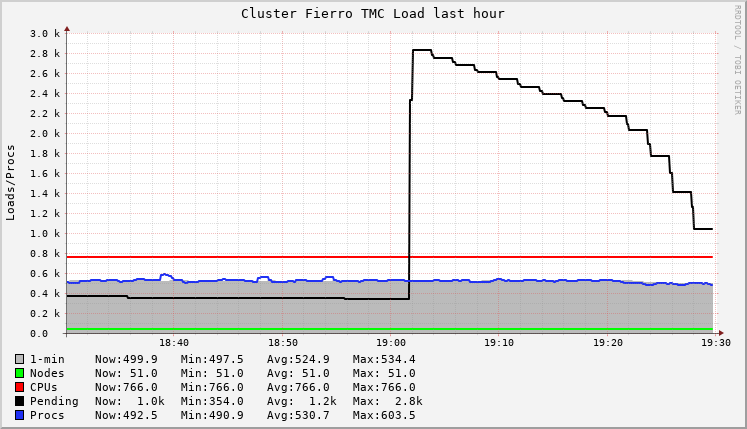 Cluster Fierro TMC Load last hour
RRDTOOL / TOBI OETIKER
Loads/Procs
3.0 k
2.8 k
2.6 k
2.4 k
2.2 k
2.0 k
1.8 k
1.6 k
1.4 k
1.2 k
1.0 k
0.8 k
0.6 k
0.4 k
0.2 k
0.0
18:40 18:50 19:00 19:10 19:20 19:30
1-min Now:499.9 Min:497.5 Avg:524.9 Max:534.4
Nodes Now: 51.0 Min: 51.0 Avg: 51.0 Max: 51.0
CPUs Now:766.0 Min:766.0 Avg:766.0 Max:766.0
Pending Now: 1.0k Min:354.0 Avg: 1.2k Max: 2.8k
Procs Now:492.5 Min:490.9 Avg:530.7 Max:603.5